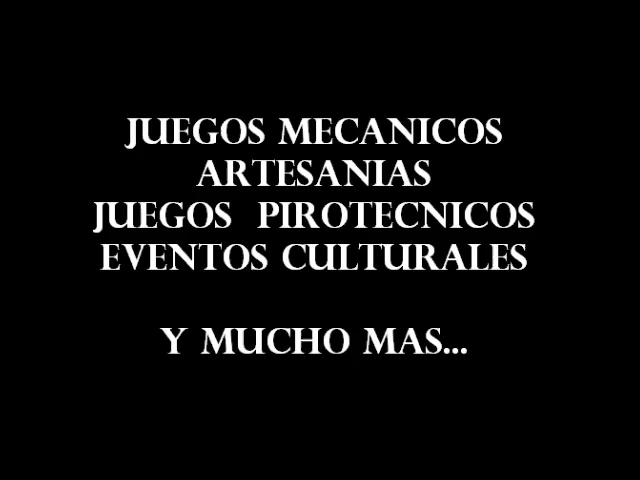 JUEGOS MECANICOS
ARTESANIAS
JUEGOS PIROTECNICOS
EVENTOS CULTURALES
Y MUCHO MAS...